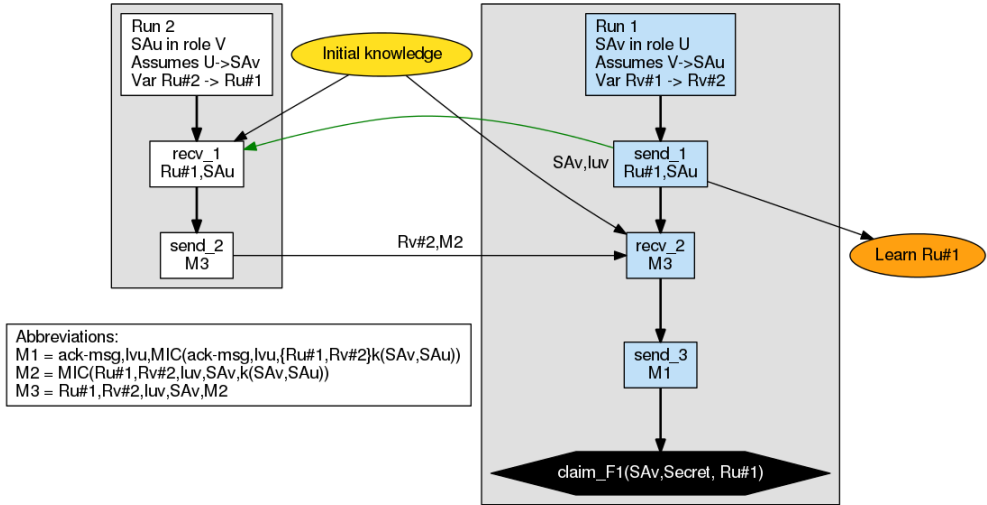 Run 2
SAu in role V
Assumes U->SAv
Var Ru#2 -> Ru#1
Initial knowledge
Run 1
SAv in role U
Assumes V->SAu
Var Rv#1 -> Rv#2
recv_1
Ru#1,SAu
SAv,Iuv
send_1
Ru#1,SAu
send_2
M3
Rv#2,M2
recv_2
M3
Learn Ru#1
Abbreviations:
M1 = ack-msg,Ivu,MIC(ack-msg,Ivu,{Ru#1,Rv#2}k(SAv,SAu))
M2 = MIC(Ru#1,Rv#2,Iuv,SAv,k(SAv,SAu))
M3 = Ru#1,Rv#2,Iuv,SAv,M2
send_3
M1
claim_F1(SAv,Secret, Ru#1)